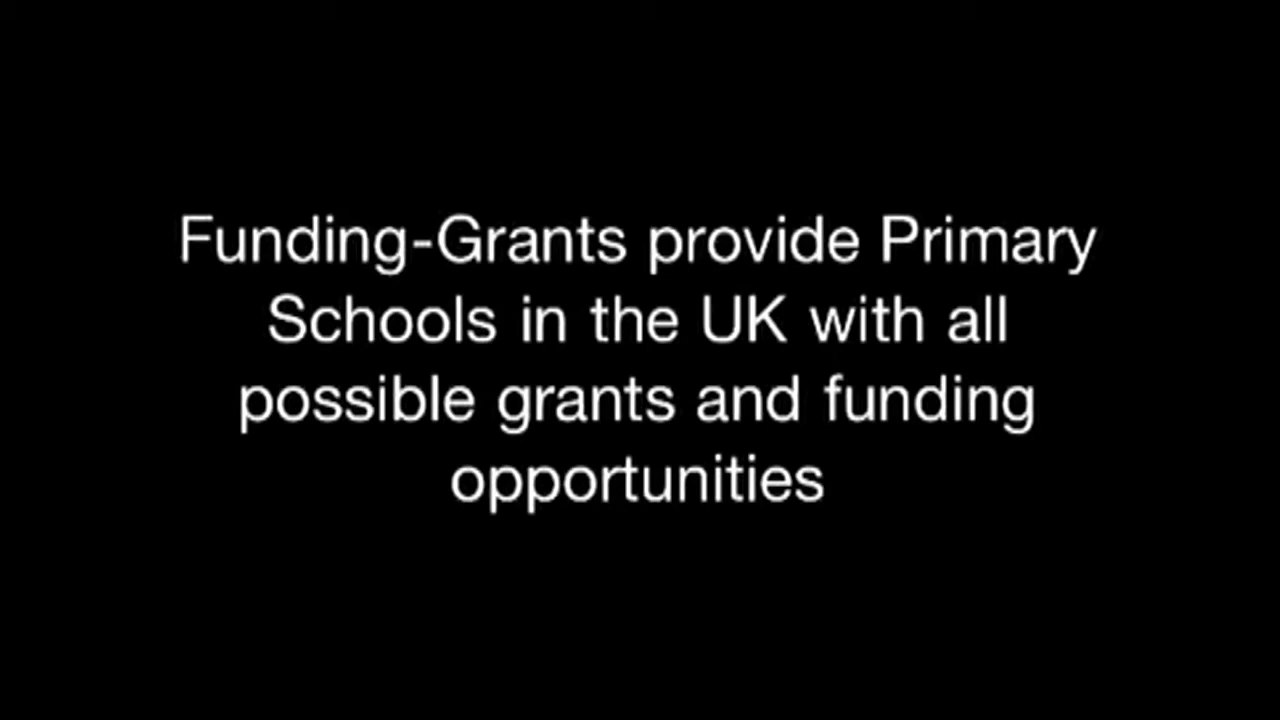 Funding-Grants provide Primary
Schools in the UK with all
possible grants and funding
opportunities